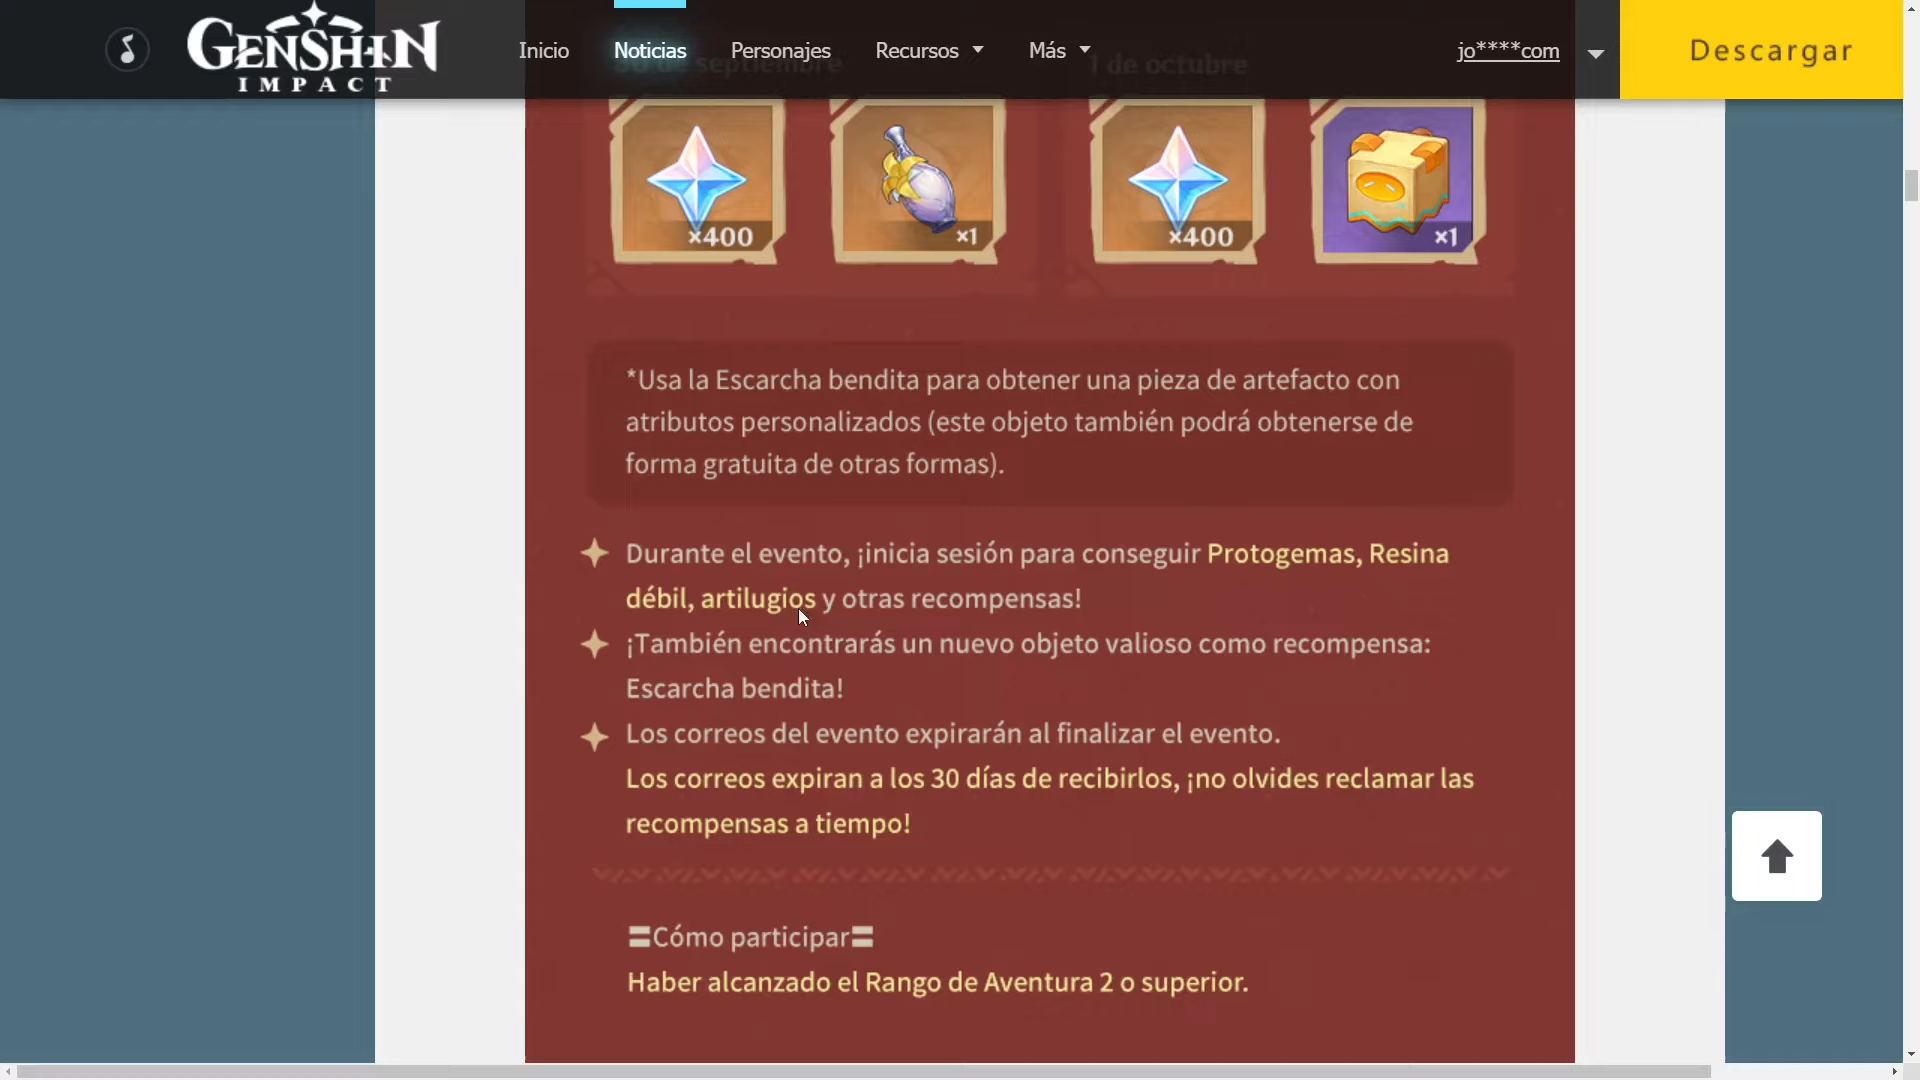 GENSHIN
IMPACT
Inicio
Noticias
Personajes
Recursos
Más
jo****com
Descargar
30 de septiembre
1 de octubre
×400
×1
×400
×1
*Usa la Escarcha bendita para obtener una pieza de artefacto con
atributos personalizados (este objeto también podrá obtenerse de
forma gratuita de otras formas).
Durante el evento, ¡inicia sesión para conseguir Protogemas, Resina
débil, artilugios y otras recompensas!
¡También encontrarás un nuevo objeto valioso como recompensa:
Escarcha bendita!
Los correos del evento expirarán al finalizar el evento.
Los correos expiran a los 30 días de recibirlos, ¡no olvides reclamar las
recompensas a tiempo!
〓Cómo participar〓
Haber alcanzado el Rango de Aventura 2 o superior.